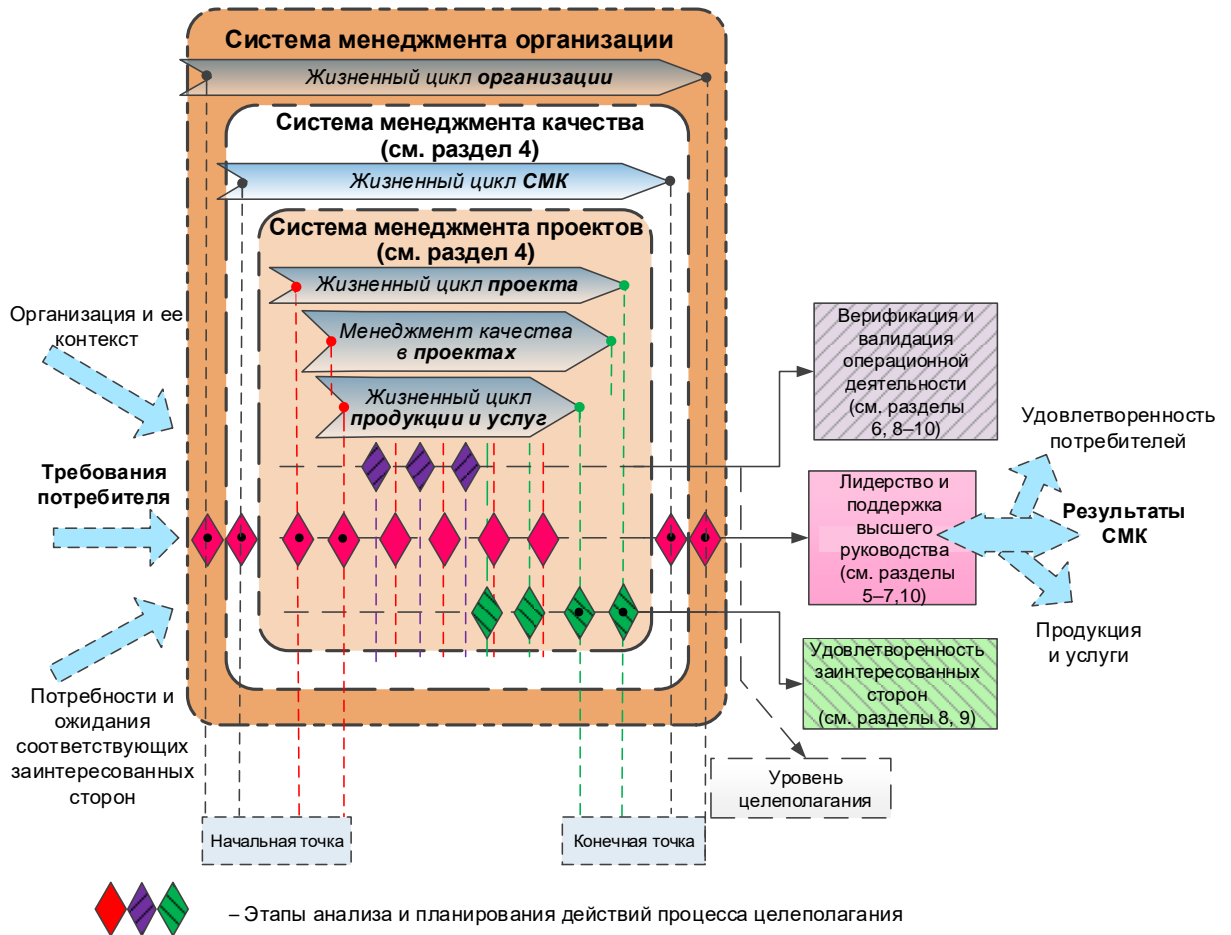 Система менеджмента организации
Жизненный цикл организации
Система менеджмента качества
(см. раздел 4)
Жизненный цикл СМК
Система менеджмента проектов
(см. раздел 4)
Жизненный цикл проекта
Менеджмент качества
в проектах
Жизненный цикл
продукции и услуг
Организация и ее
контекст
Требования
потребителя
Потребности и
ожидания
соответствующих
заинтересованных
сторон
Верификация и
валидация
операционной
деятельности
(см. разделы
6, 8–10)
Лидерство и
поддержка
высшего
руководства
(см. разделы
5–7,10)
Удовлетворенность
заинтересованных
сторон
(см. разделы 8, 9)
Удовлетворенность
потребителей
Результаты
СМК
Продукция
и услуги
Уровень
целеполагания
Начальная точка
Конечная точка
– Этапы анализа и планирования действий процесса целеполагания